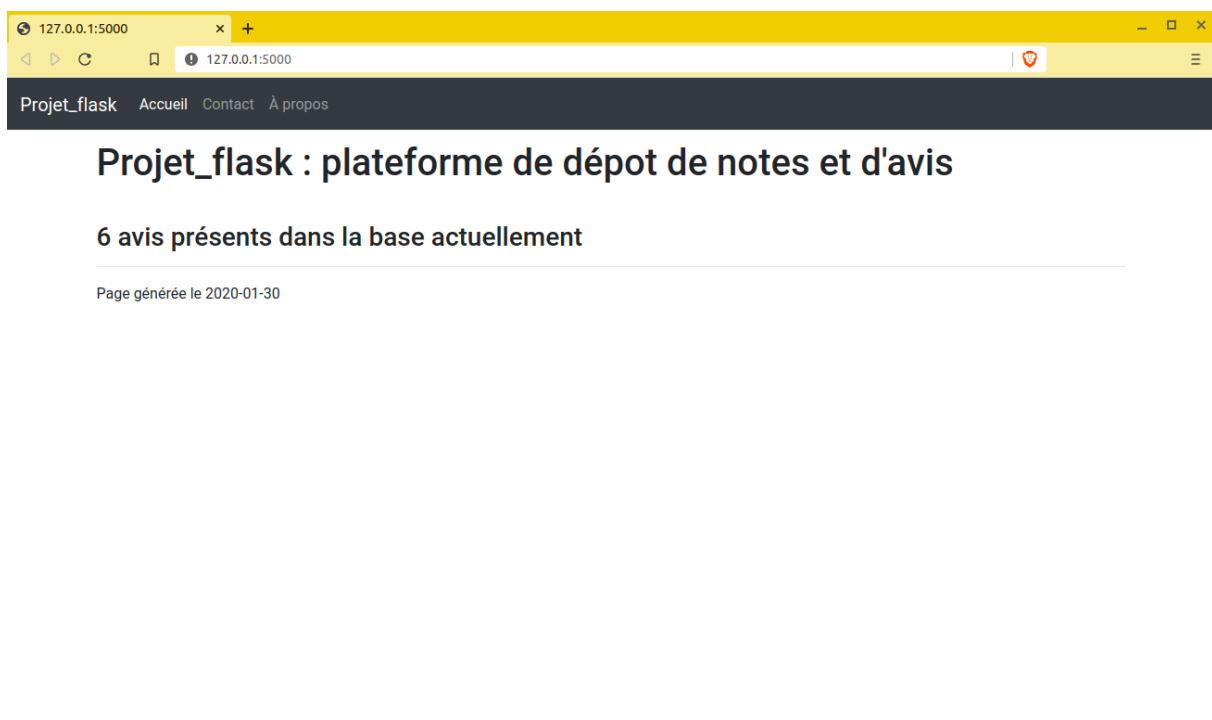 127.0.0.1:5000
127.0.0.1:5000
Projet_flask Accueil Contact À propos
Projet_flask : plateforme de dépot de notes et d'avis
6 avis présents dans la base actuellement
Page générée le 2020-01-30